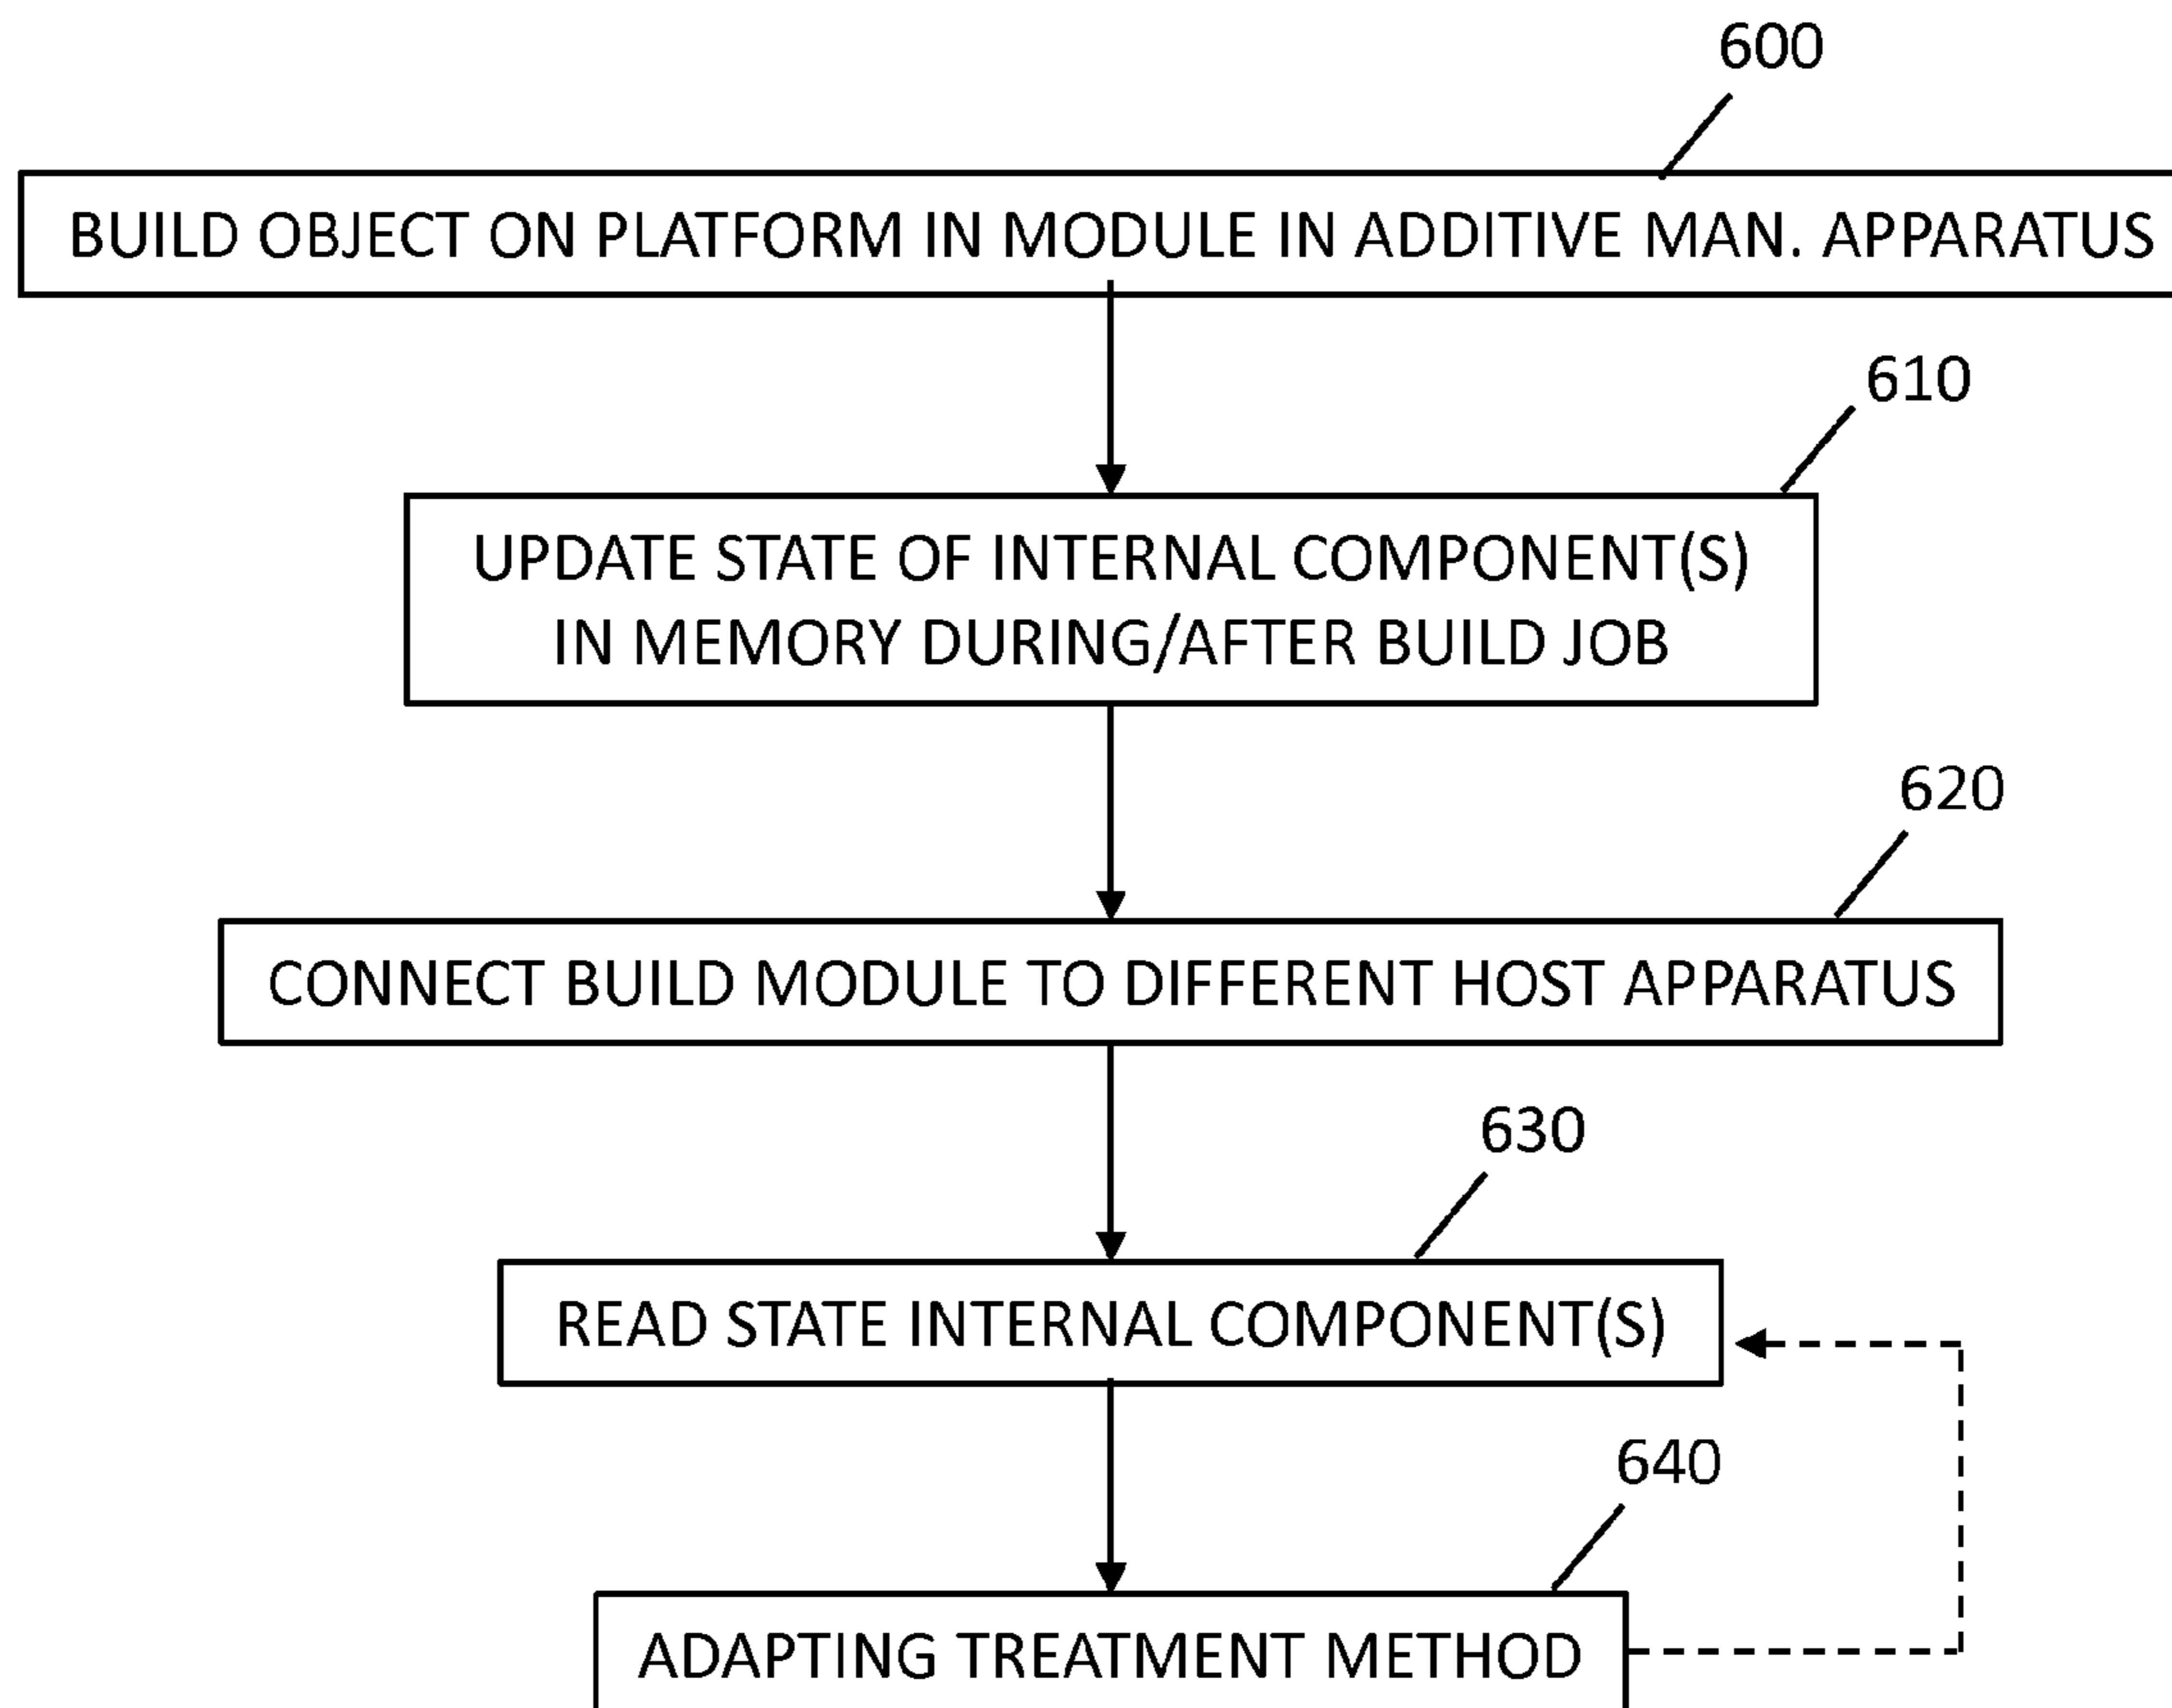 600
BUILD OBJECT ON PLATFORM IN MODULE IN ADDITIVE MAN. APPARATUS
610
UPDATE STATE OF INTERNAL COMPONENT(S)
IN MEMORY DURING/AFTER BUILD JOB
620
CONNECT BUILD MODULE TO DIFFERENT HOST APPARATUS
630
READ STATE INTERNAL COMPONENT(S)
640
ADAPTING TREATMENT METHOD